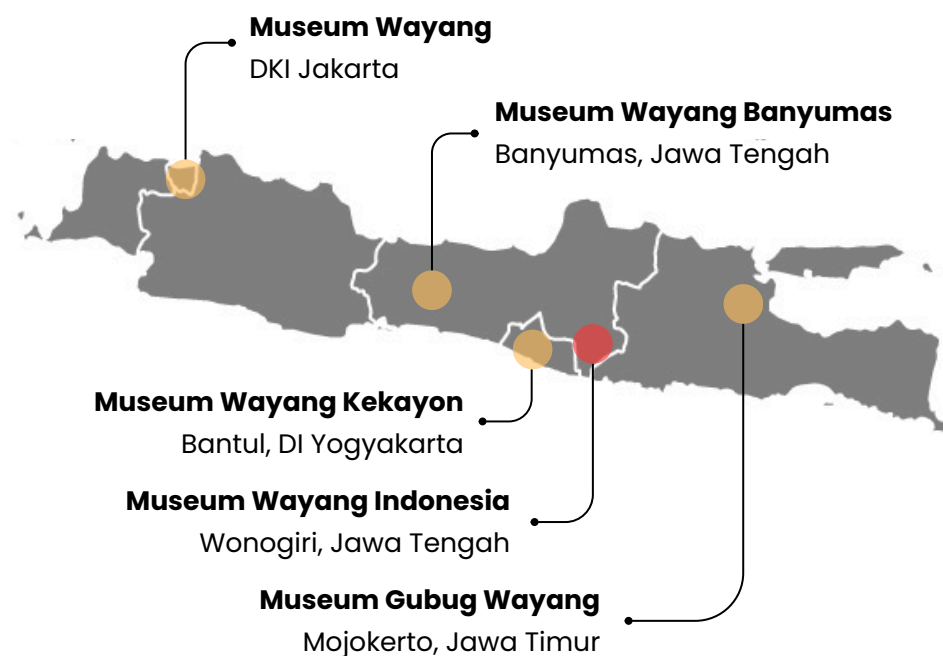 Museum Wayang
DKI Jakarta
Museum Wayang Banyumas
Banyumas, Jawa Tengah
Museum Wayang Kekayon
Bantul, DI Yogyakarta
Museum Wayang Indonesia
Wonogiri, Jawa Tengah
Museum Gubug Wayang
Mojokerto, Jawa Timur